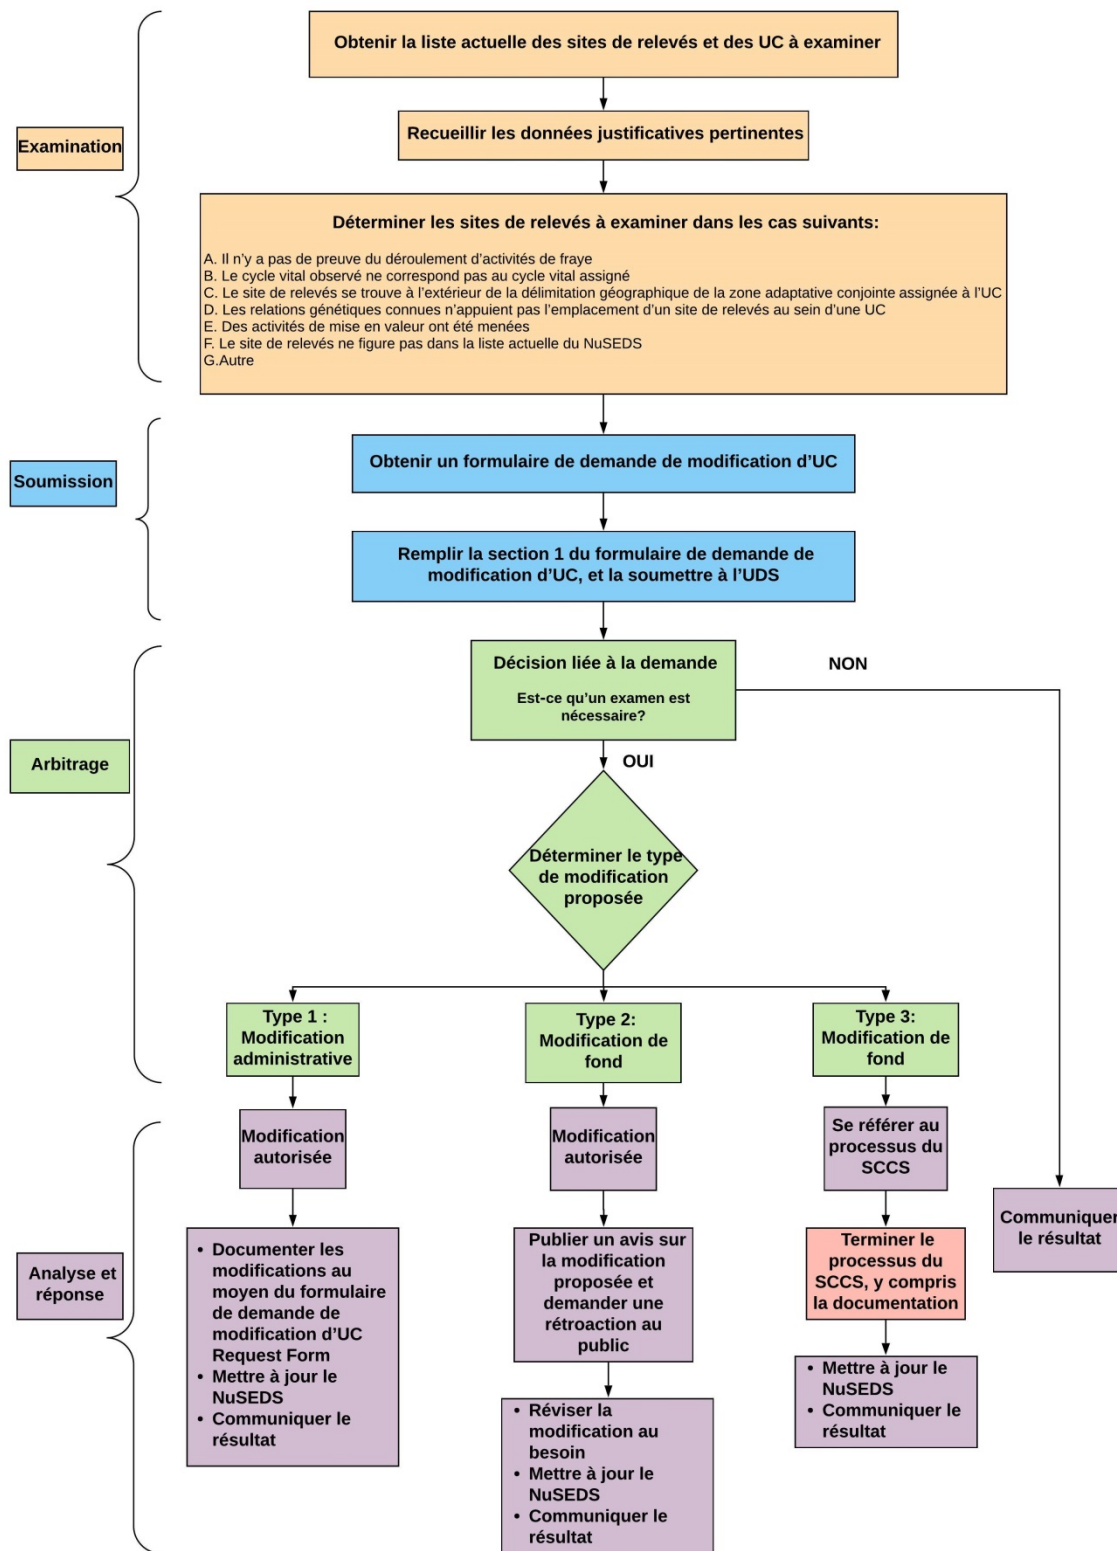 Obtenir la liste actuelle des sites de relevés et des UC à examiner
Examination
Recueillir les données justificatives pertinentes
Déterminer les sites de relevés à examiner dans les cas suivants:
A. Il n'y a pas de preuve du déroulement d'activités de fraye
B. Le cycle vital observé ne correspond pas au cycle vital assigné
C. Le site de relevés se trouve à l'extérieur de la délimitation géographique de la zone adaptative conjointe assignée à l'UC
D. Les relations génétiques connues n'appuient pas l'emplacement d'un site de relevés au sein d'une UC
E. Des activités de mise en valeur ont été menées
F. Le site de relevés ne figure pas dans la liste actuelle du NuSEDS
G.Autre
Soumission
Obtenir un formulaire de demande de modification d'UC
Remplir la section 1 du formulaire de demande de
modification d'UC, et la soumettre à l'UDS
Arbitrage
Décision liée à la demande
Est-ce qu'un examen est
nécessaire?
NON
OUI
Déterminer le type
de modification
proposée
Type 1 :
Modification
administrative
Type 2:
Modification de
fond
Type 3:
Modification de
fond
Analyse et
réponse
Modification
autorisée
Modification
autorisée
Se référer au
processus du
SCCS
Communiquer
le résultat
• Documenter les
modifications au
moyen du formulaire
de demande de
modification d'UC
Request Form
• Mettre à jour le
NuSEDS
• Communiquer le
résultat
Publier un avis sur
la modification
proposée et
demander une
rétroaction au
public
• Réviser la
modification au
besoin
• Mettre à jour le
NuSEDS
• Communiquer le
résultat
Terminer le
processus du
SCCS, y compris
la documentation
• Mettre à jour le
NuSEDS
• Communiquer le
résultat